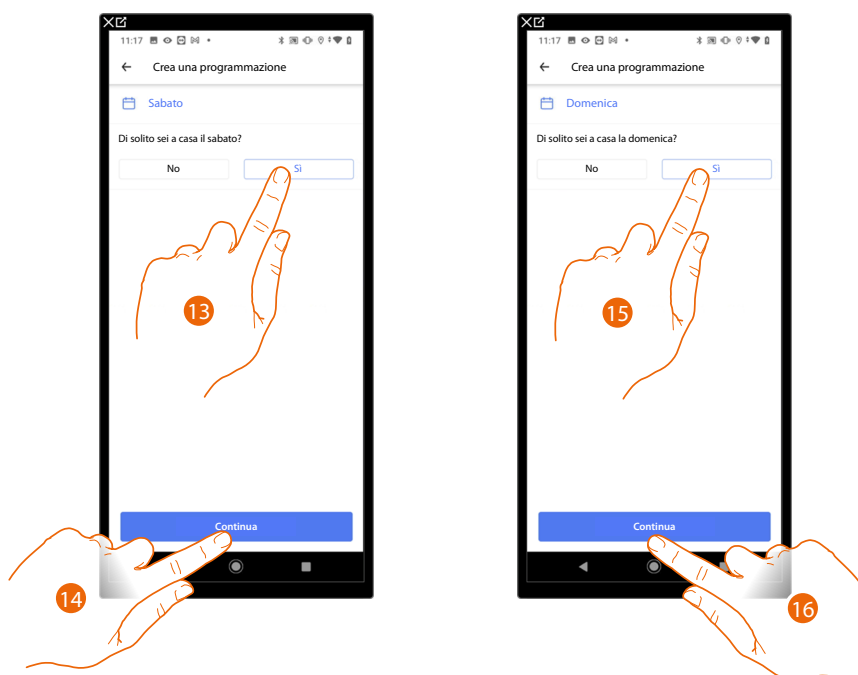 11:17
Crea una programmazione
Sabato
Di solito sei a casa il sabato?
No
Sì
13
Continua
14
11:17
Crea una programmazione
Domenica
Di solito sei a casa la domenica?
No
Sì
15
Continua
16